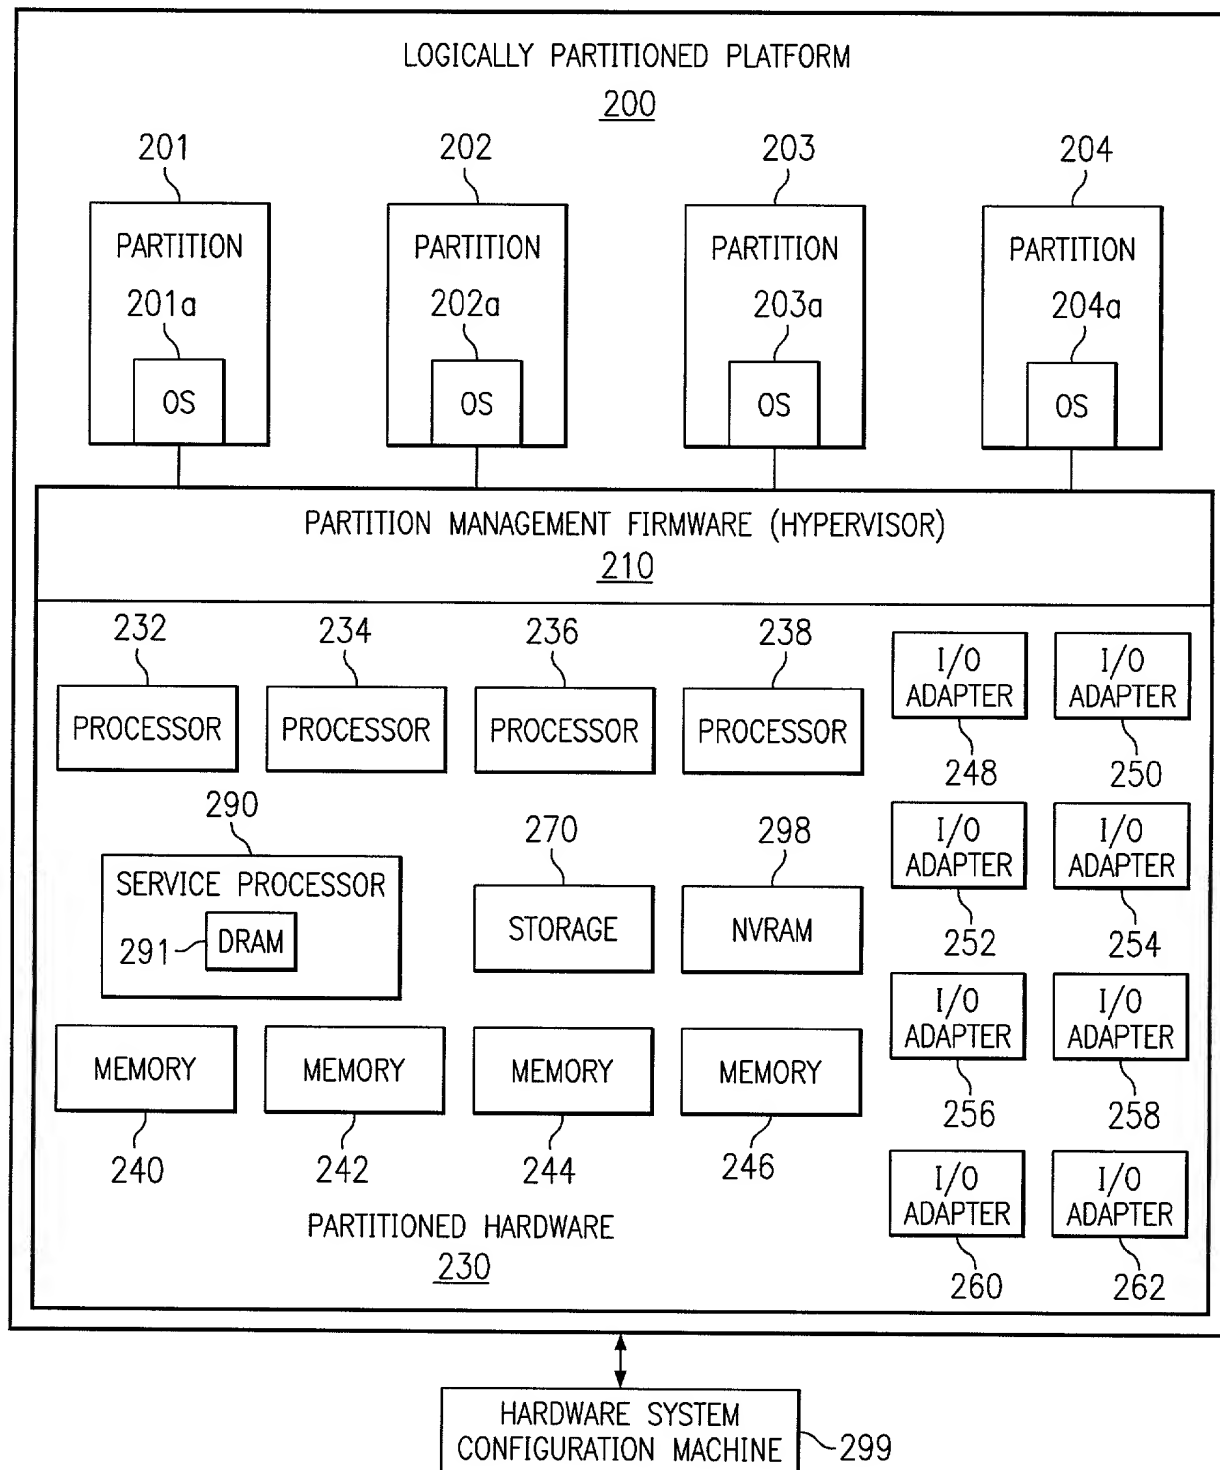 LOGICALLY PARTITIONED PLATFORM
200
201 202 203 204
PARTITION PARTITION PARTITION PARTITION
201a 202a 203a 204a
OS OS OS OS
PARTITION MANAGEMENT FIRMWARE (HYPERVISOR)
210
232 234 236 238
PROCESSOR PROCESSOR PROCESSOR PROCESSOR
I/O ADAPTER I/O ADAPTER
248 250
290 270 298
SERVICE PROCESSOR
291 DRAM
STORAGE NVRAM
I/O ADAPTER I/O ADAPTER
252 254
I/O ADAPTER I/O ADAPTER
256 258
MEMORY MEMORY MEMORY MEMORY
240 242 244 246
I/O ADAPTER I/O ADAPTER
260 262
PARTITIONED HARDWARE
230
HARDWARE SYSTEM
CONFIGURATION MACHINE 299